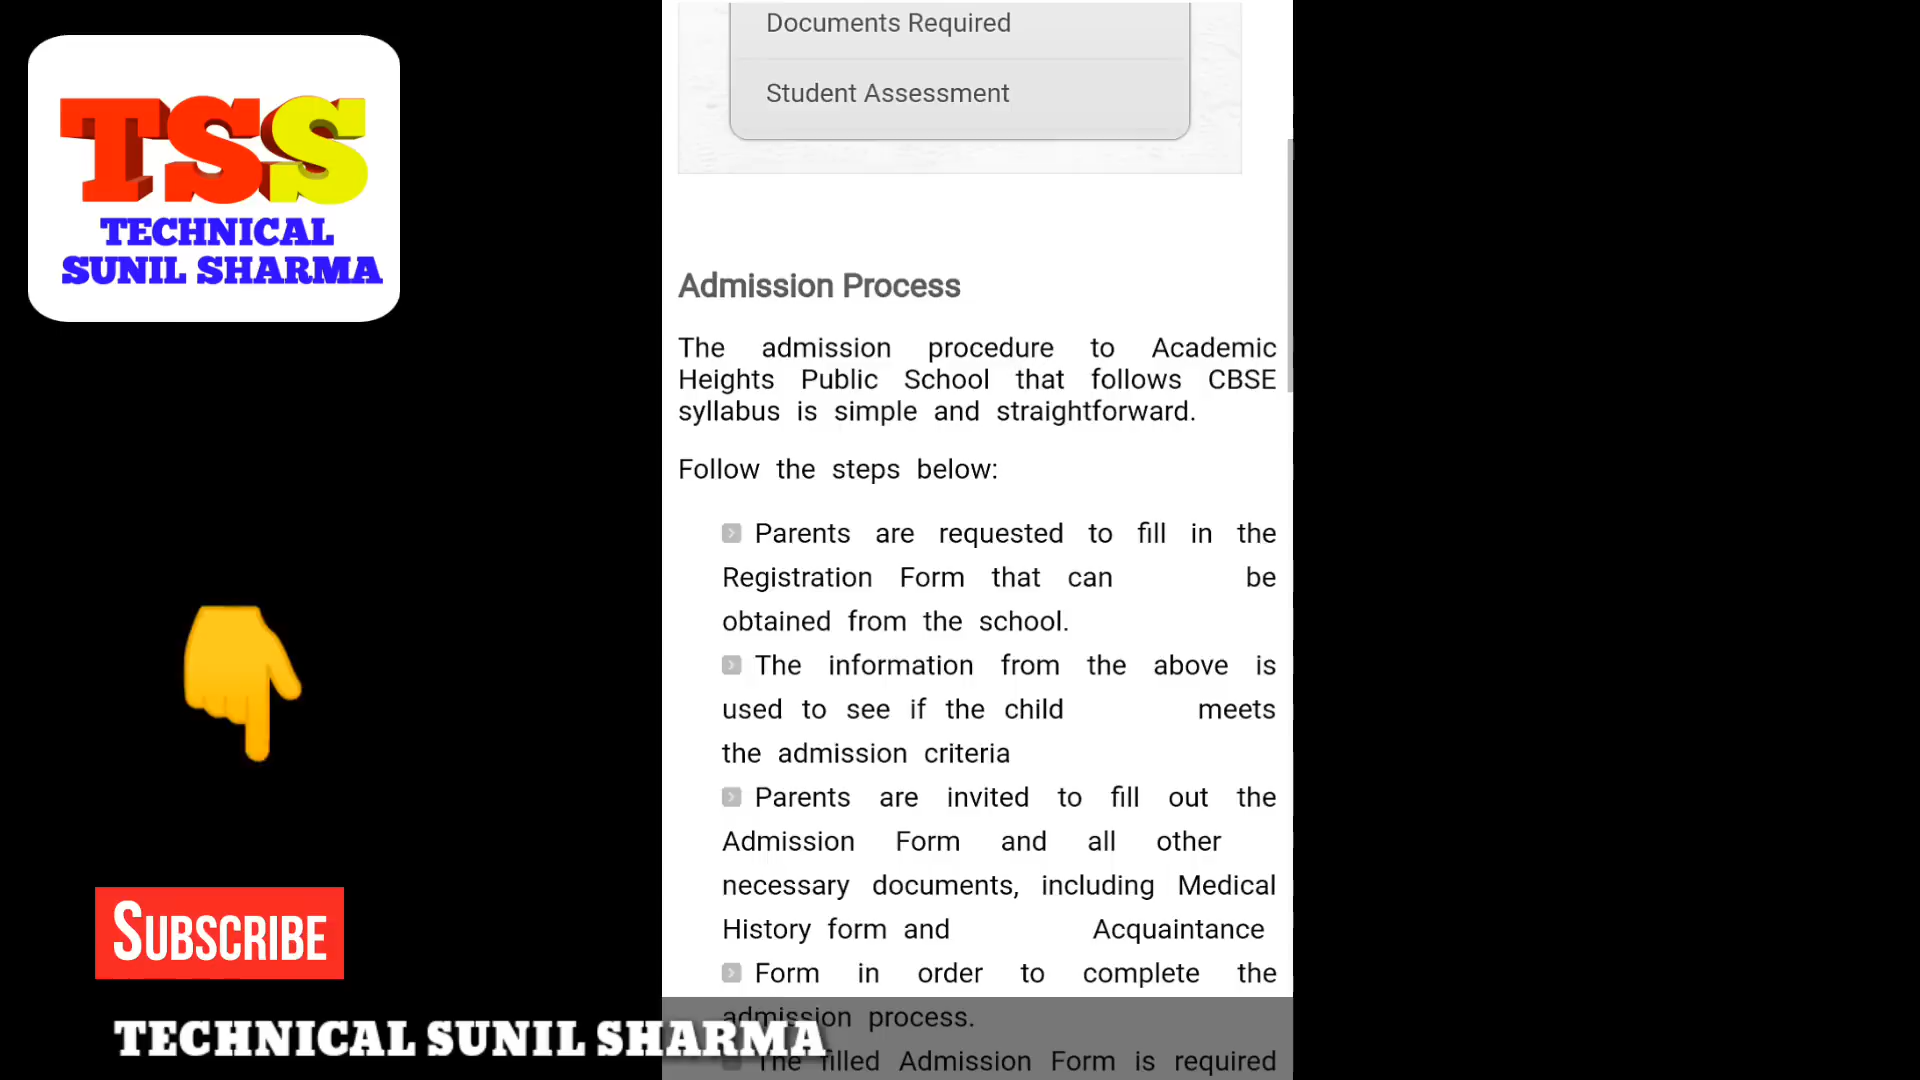 TSS
TECHNICAL
SUNIL SHARMA
Documents Required
Student Assessment
Admission Process
The admission procedure to Academic
Heights Public School that follows CBSE
syllabus is simple and straightforward.
Follow the steps below:
Parents are requested to fill in the
Registration Form that can be
obtained from the school.
The information from the above is
used to see if the child meets
the admission criteria
Parents are invited to fill out the
Admission Form and all other
necessary documents, including Medical
History form and Acquaintance
Form in order to complete the
admission process.
The filled Admission Form is required
SUBSCRIBE
TECHNICAL SUNIL SHARMA